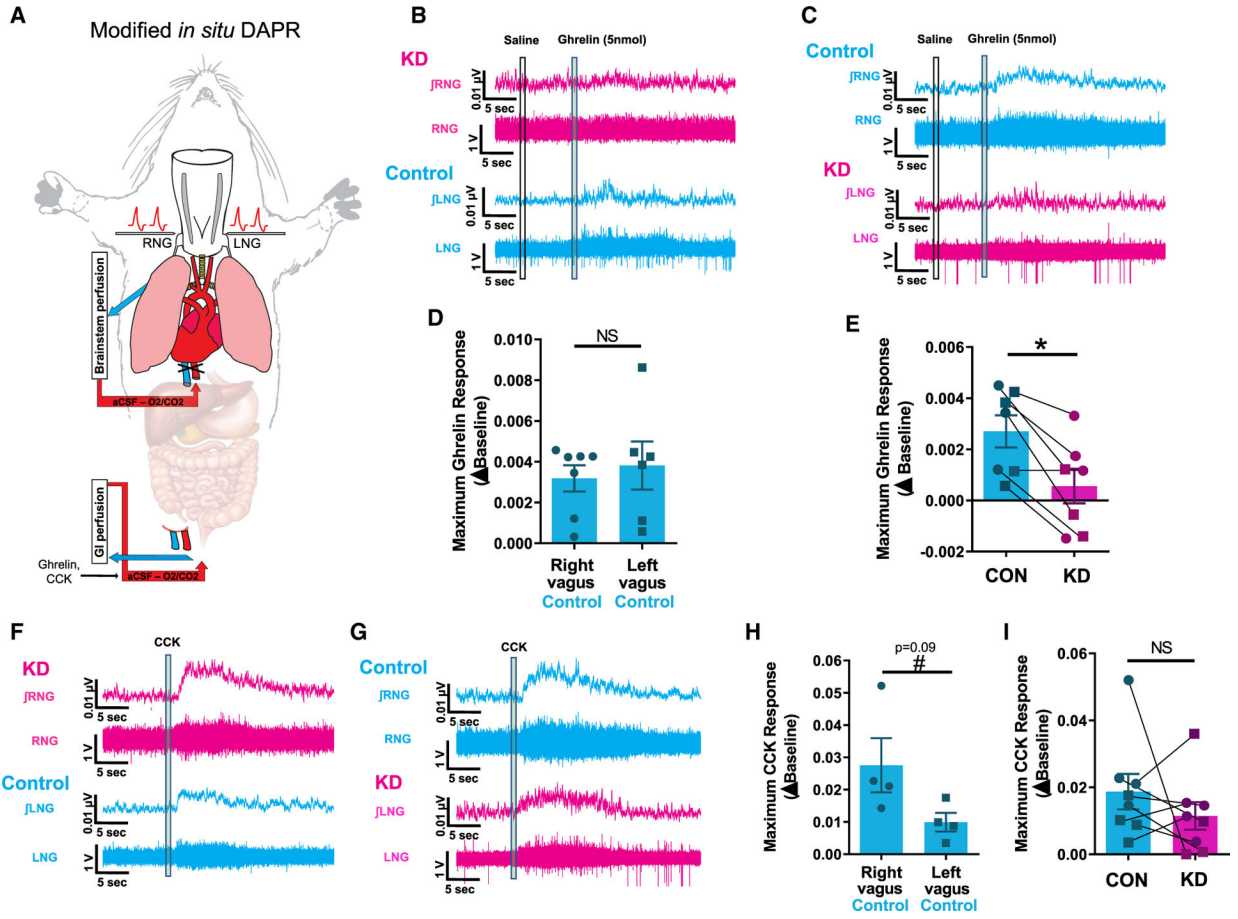 A
Modified in situ DAPR
RNG
LNG
Brainstem perfusion
aCSF – O2/CO2
GI perfusion
Ghrelin,
CCK
aCSF – O2/CO2
B
Saline
Ghrelin (5nmol)
KD
∫RNG
0.01 µV
5 sec
RNG
1 V
5 sec
Control
∫LNG
0.01 µV
5 sec
LNG
1 V
5 sec
C
Saline
Ghrelin (5nmol)
Control
∫RNG
0.01 µV
5 sec
RNG
1 V
5 sec
KD
∫LNG
0.01 µV
5 sec
LNG
1 V
5 sec
D
Maximum Ghrelin Response
(▲Baseline)
0.010
0.008
0.006
0.004
0.002
0.000
NS
Right
vagus
Control
Left
vagus
Control
E
Maximum Ghrelin Response
(▲ Baseline)
0.006
0.004
0.002
0.000
-0.002
*
CON
KD
F
CCK
KD
∫RNG
0.01 µV
5 sec
RNG
1 V
5 sec
Control
∫LNG
0.01 µV
5 sec
LNG
1 V
5 sec
G
CCK
Control
∫RNG
0.01 µV
5 sec
RNG
1 V
5 sec
KD
∫LNG
0.01 µV
5 sec
LNG
1 V
5 sec
H
Maximum CCK Response
(▲Baseline)
0.06
0.05
0.04
0.03
0.02
0.01
0.00
p=0.09
#
Right
vagus
Control
Left
vagus
Control
I
Maximum CCK Response
(▲Baseline)
0.06
0.04
0.02
0.00
NS
CON
KD